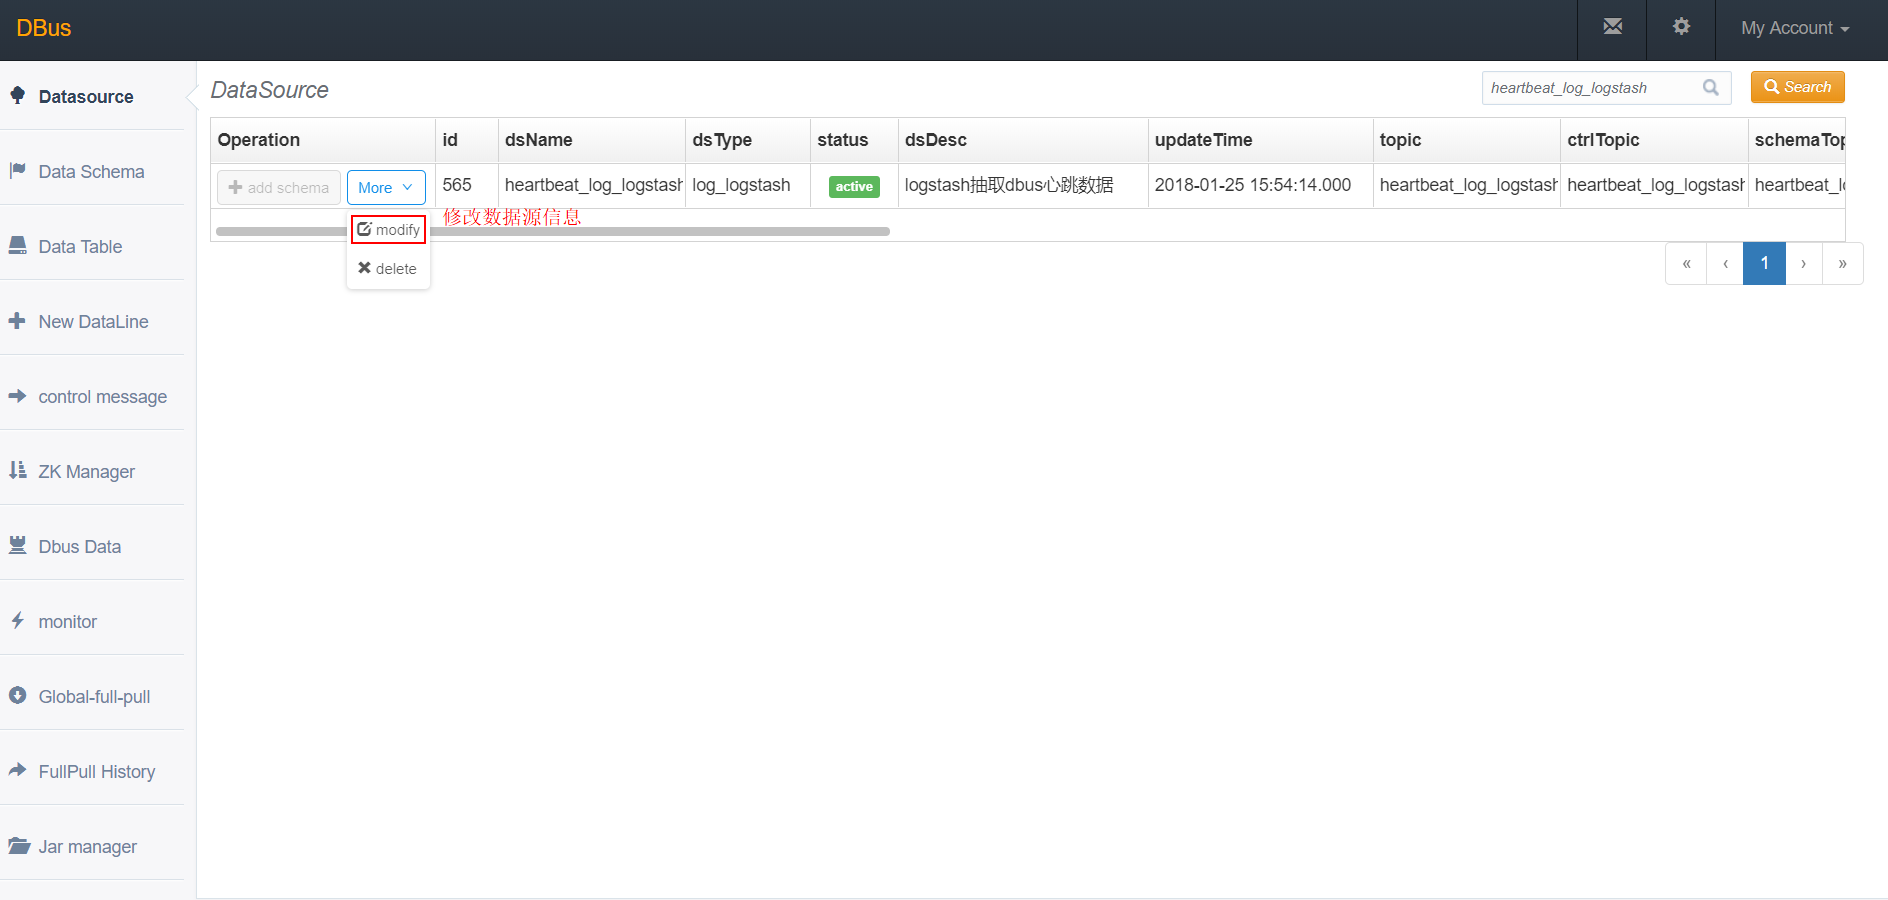 DBus
My Account
Datasource
Data Schema
Data Table
New DataLine
control message
ZK Manager
Dbus Data
monitor
Global-full-pull
FullPull History
Jar manager
DataSource
heartbeat_log_logstash
Search
Operation id dsName dsType status dsDesc updateTime topic ctrlTopic schemaTop
add schema More 565 heartbeat_log_logstash log_logstash active logstash抽取dbus心跳数据 2018-01-25 15:54:14.000 heartbeat_log_logstash heartbeat_log_logstash heartbeat_lo
修改数据源信息
modify
delete
« ‹ 1 › »